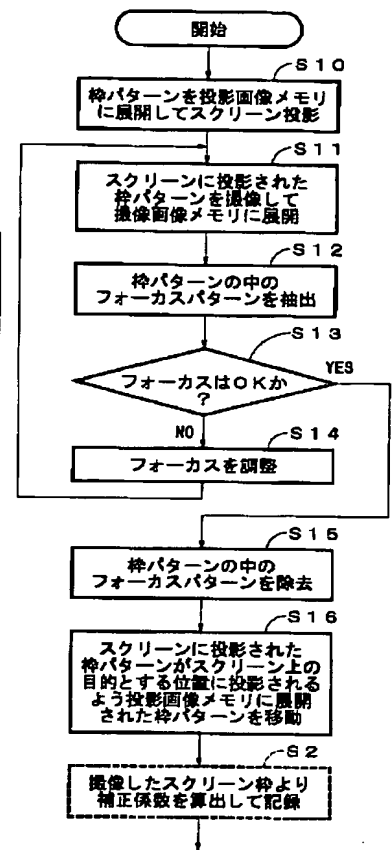 開始
S10
枠パターンを投影画像メモリ
に展開してスクリーン投影
S11
スクリーンに投影された
枠パターンを撮像して
撮像画像メモリに展開
S12
枠パターンの中の
フォーカスパターンを抽出
S13
フォーカスはOKか
?
YES
NO
S14
フォーカスを調整
S15
枠パターンの中の
フォーカスパターンを除去
S16
スクリーンに投影された
枠パターンがスクリーン上の
目的とする位置に投影される
よう投影画像メモリに展開
された枠パターンを移動
S2
撮像したスクリーン枠より
補正係数を算出して記録